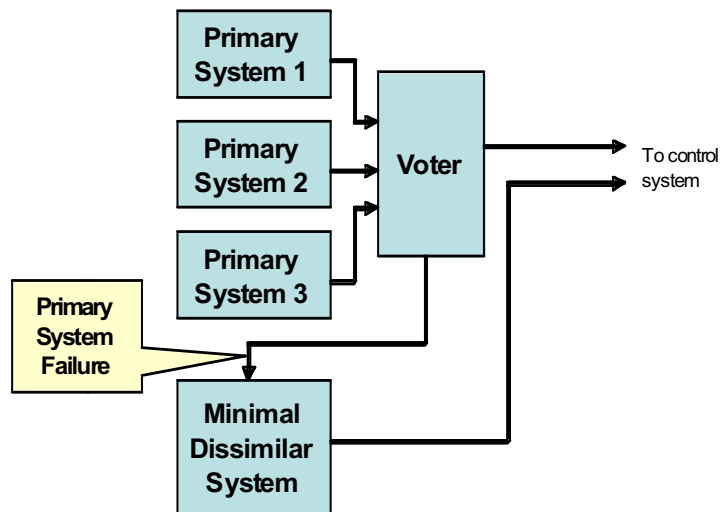 Primary
System 1
Primary
System 2
Voter
To control
system
Primary
System 3
Primary
System
Failure
Minimal
Dissimilar
System